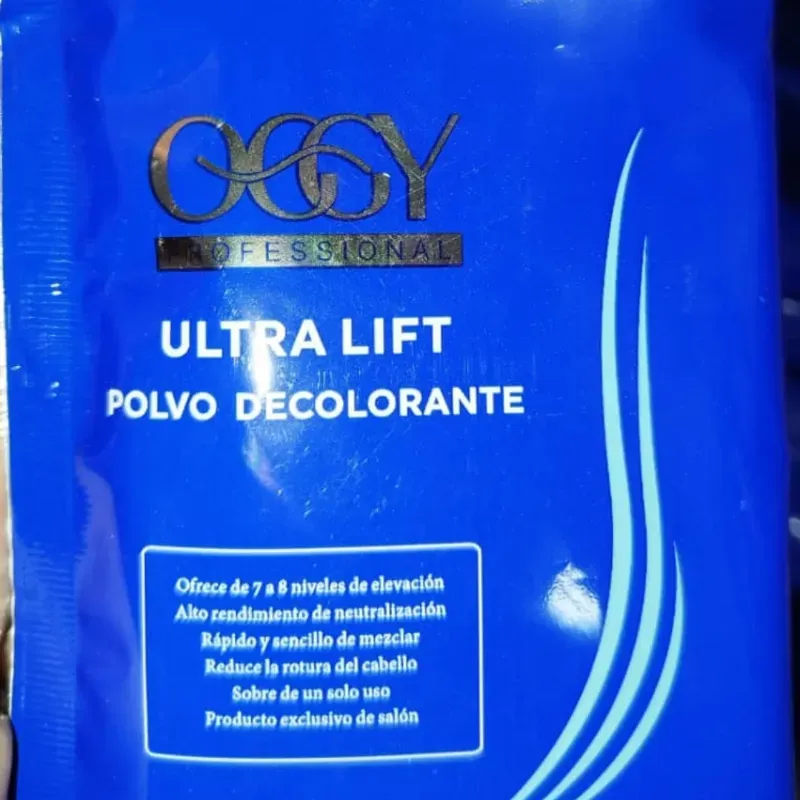 OGGY
PROFESSIONAL
ULTRA LIFT
POLVO DECOLORANTE
Ofrece de 7 a 8 niveles de elevación
Alto rendimiento de neutralización
Rápido y sencillo de mezclar
Reduce la rotura del cabello
Sobre de un solo uso
Producto exclusivo de salón